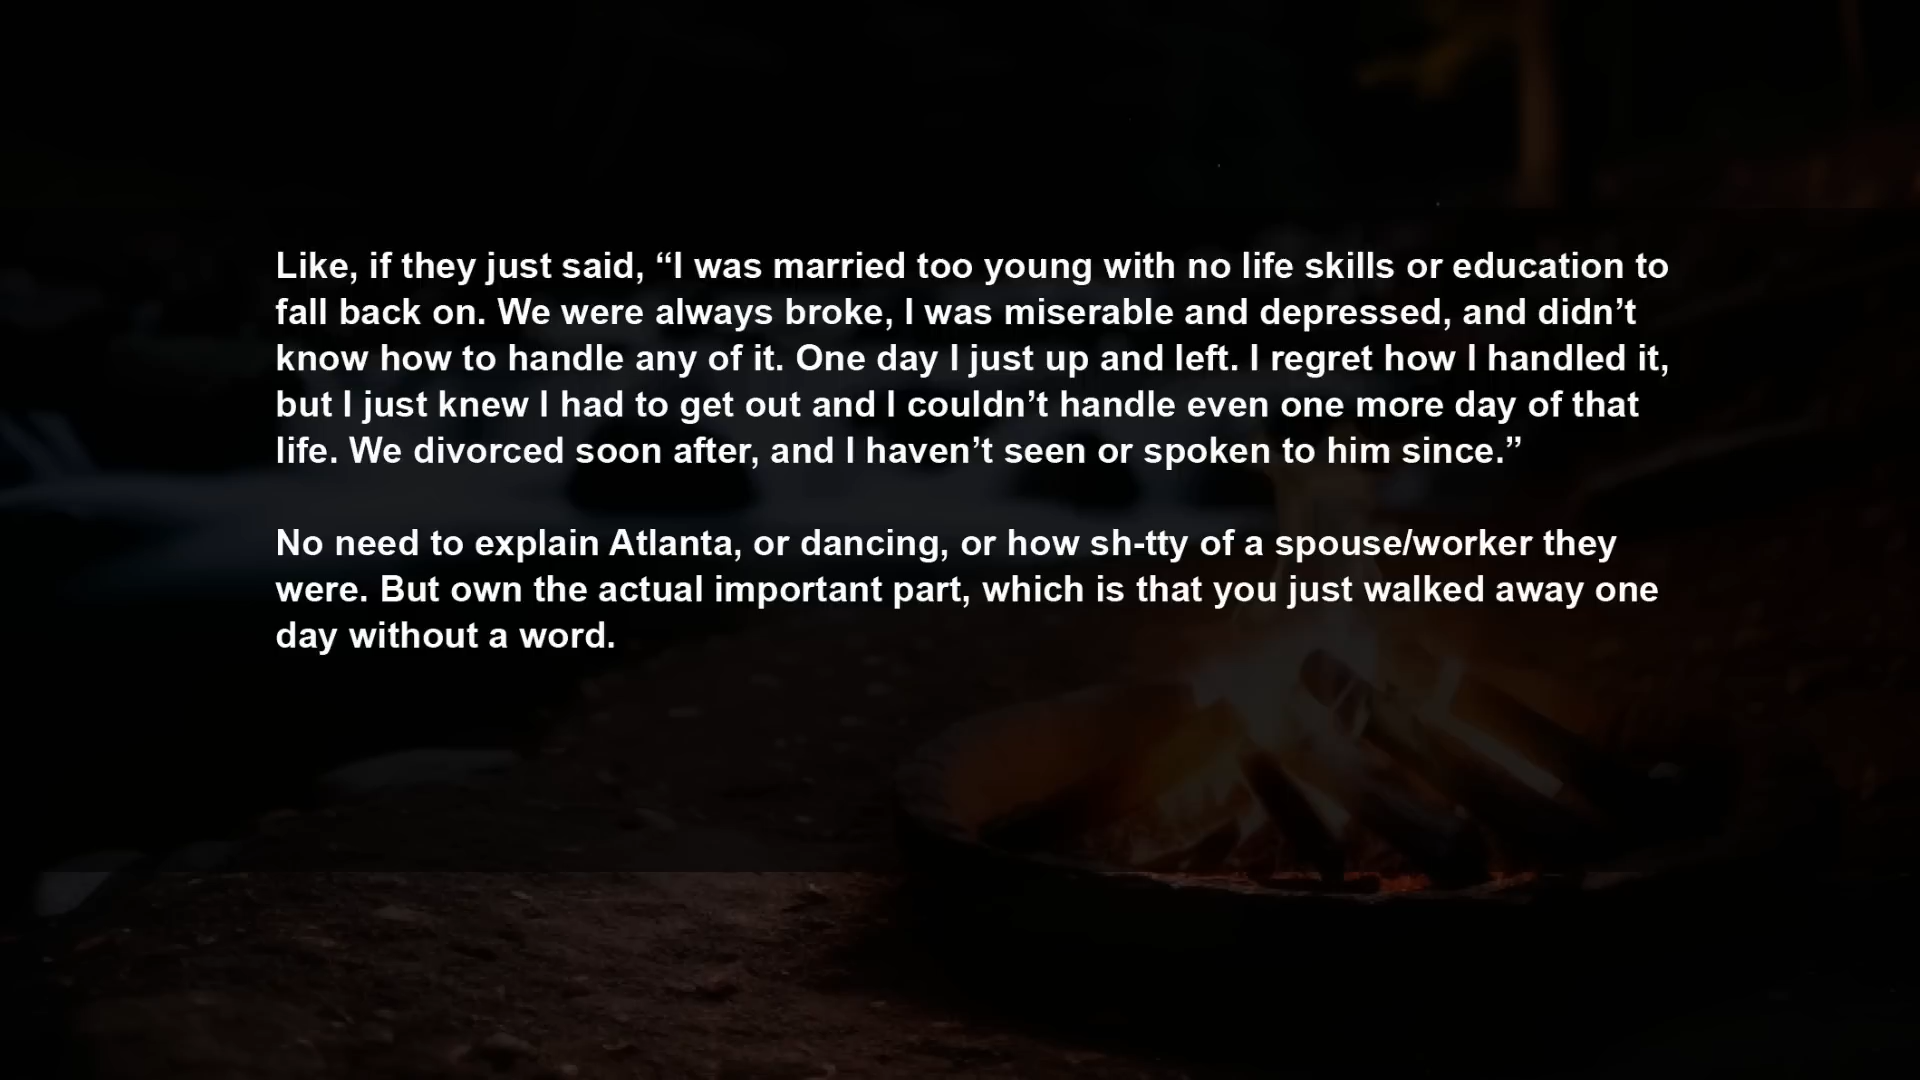 Like, if they just said, “I was married too young with no life skills or education to
fall back on. We were always broke, I was miserable and depressed, and didn’t
know how to handle any of it. One day I just up and left. I regret how I handled it,
but I just knew I had to get out and I couldn’t handle even one more day of that
life. We divorced soon after, and I haven’t seen or spoken to him since.”
No need to explain Atlanta, or dancing, or how sh-tty of a spouse/worker they
were. But own the actual important part, which is that you just walked away one
day without a word.